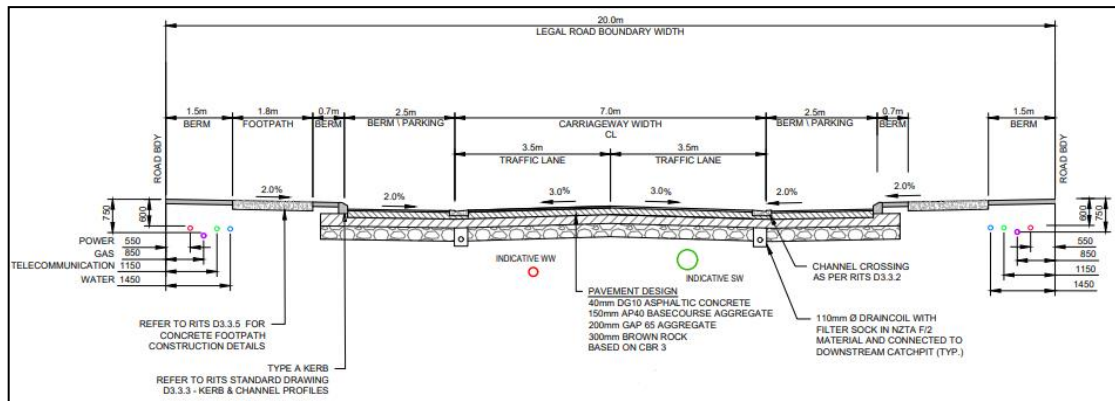 20.0m
LEGAL ROAD BOUNDARY WIDTH
1.5m
BERM
1.8m
FOOTPATH
0.7m
BERM
2.5m
BERM \ PARKING
7.0m
CARRIAGEWAY WIDTH
CL
2.5m
BERM \ PARKING
0.7m
BERM
1.5m
BERM
3.5m
TRAFFIC LANE
3.5m
TRAFFIC LANE
ROAD BDY
ROAD BDY
2.0%
2.0%
3.0%
3.0%
2.0%
2.0%
750
600
600
750
POWER 550
GAS 850
TELECOMMUNICATION 1150
WATER 1450
550
850
1150
1450
INDICATIVE WW
INDICATIVE SW
REFER TO RITS D3.3.5 FOR
CONCRETE FOOTPATH
CONSTRUCTION DETAILS
TYPE A KERB
REFER TO RITS STANDARD DRAWING
D3.3.3 - KERB & CHANNEL PROFILES
PAVEMENT DESIGN
40mm DG10 ASPHALTIC CONCRETE
150mm AP40 BASECOURSE AGGREGATE
200mm GAP 65 AGGREGATE
300mm BROWN ROCK
BASED ON CBR 3
CHANNEL CROSSING
AS PER RITS D3.3.2
110mm Ø DRAINCOIL WITH
FILTER SOCK IN NZTA F/2
MATERIAL AND CONNECTED TO
DOWNSTREAM CATCHPIT (TYP.)